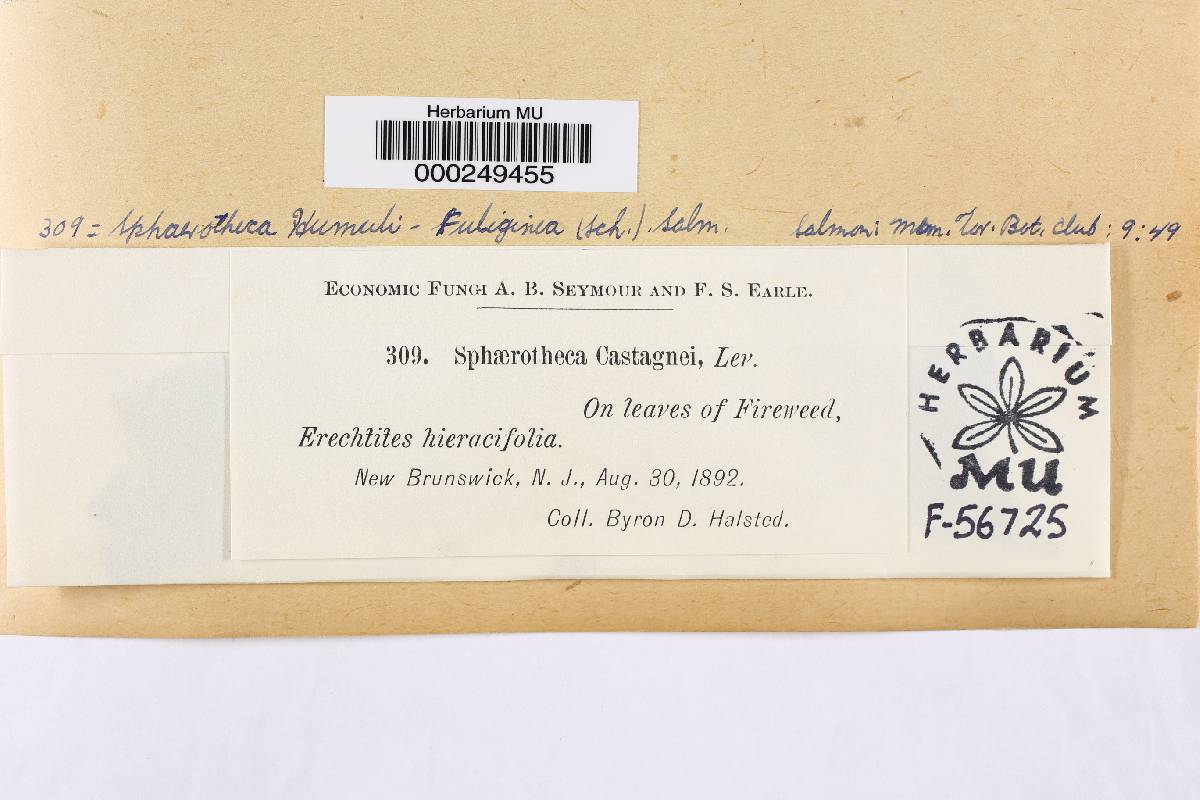 Herbarium MU
000249455
309 = Sphaerotheca Humuli - Fuliginea (Sch.) Salm. Salmon: Mem. Tor. Bot. Club: 9:49
ECONOMIC FUNGI A. B. SEYMOUR AND F. S. EARLE.
309. Sphærotheca Castagnei, Lev.
On leaves of Fireweed,
Erechtites hieracifolia.
New Brunswick, N. J., Aug. 30, 1892.
Coll. Byron D. Halsted.
HERBARIUM
MU
F-56725